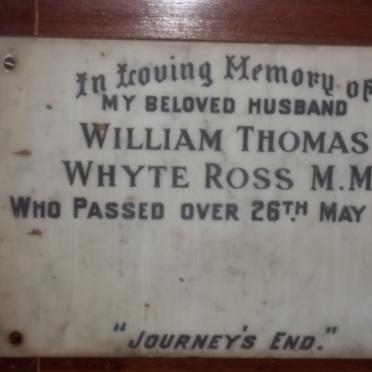 In Loving Memory of
MY BELOVED HUSBAND
WILLIAM THOMAS
WHYTE ROSS M.M
WHO PASSED OVER 26TH. MAY
"JOURNEY'S END."